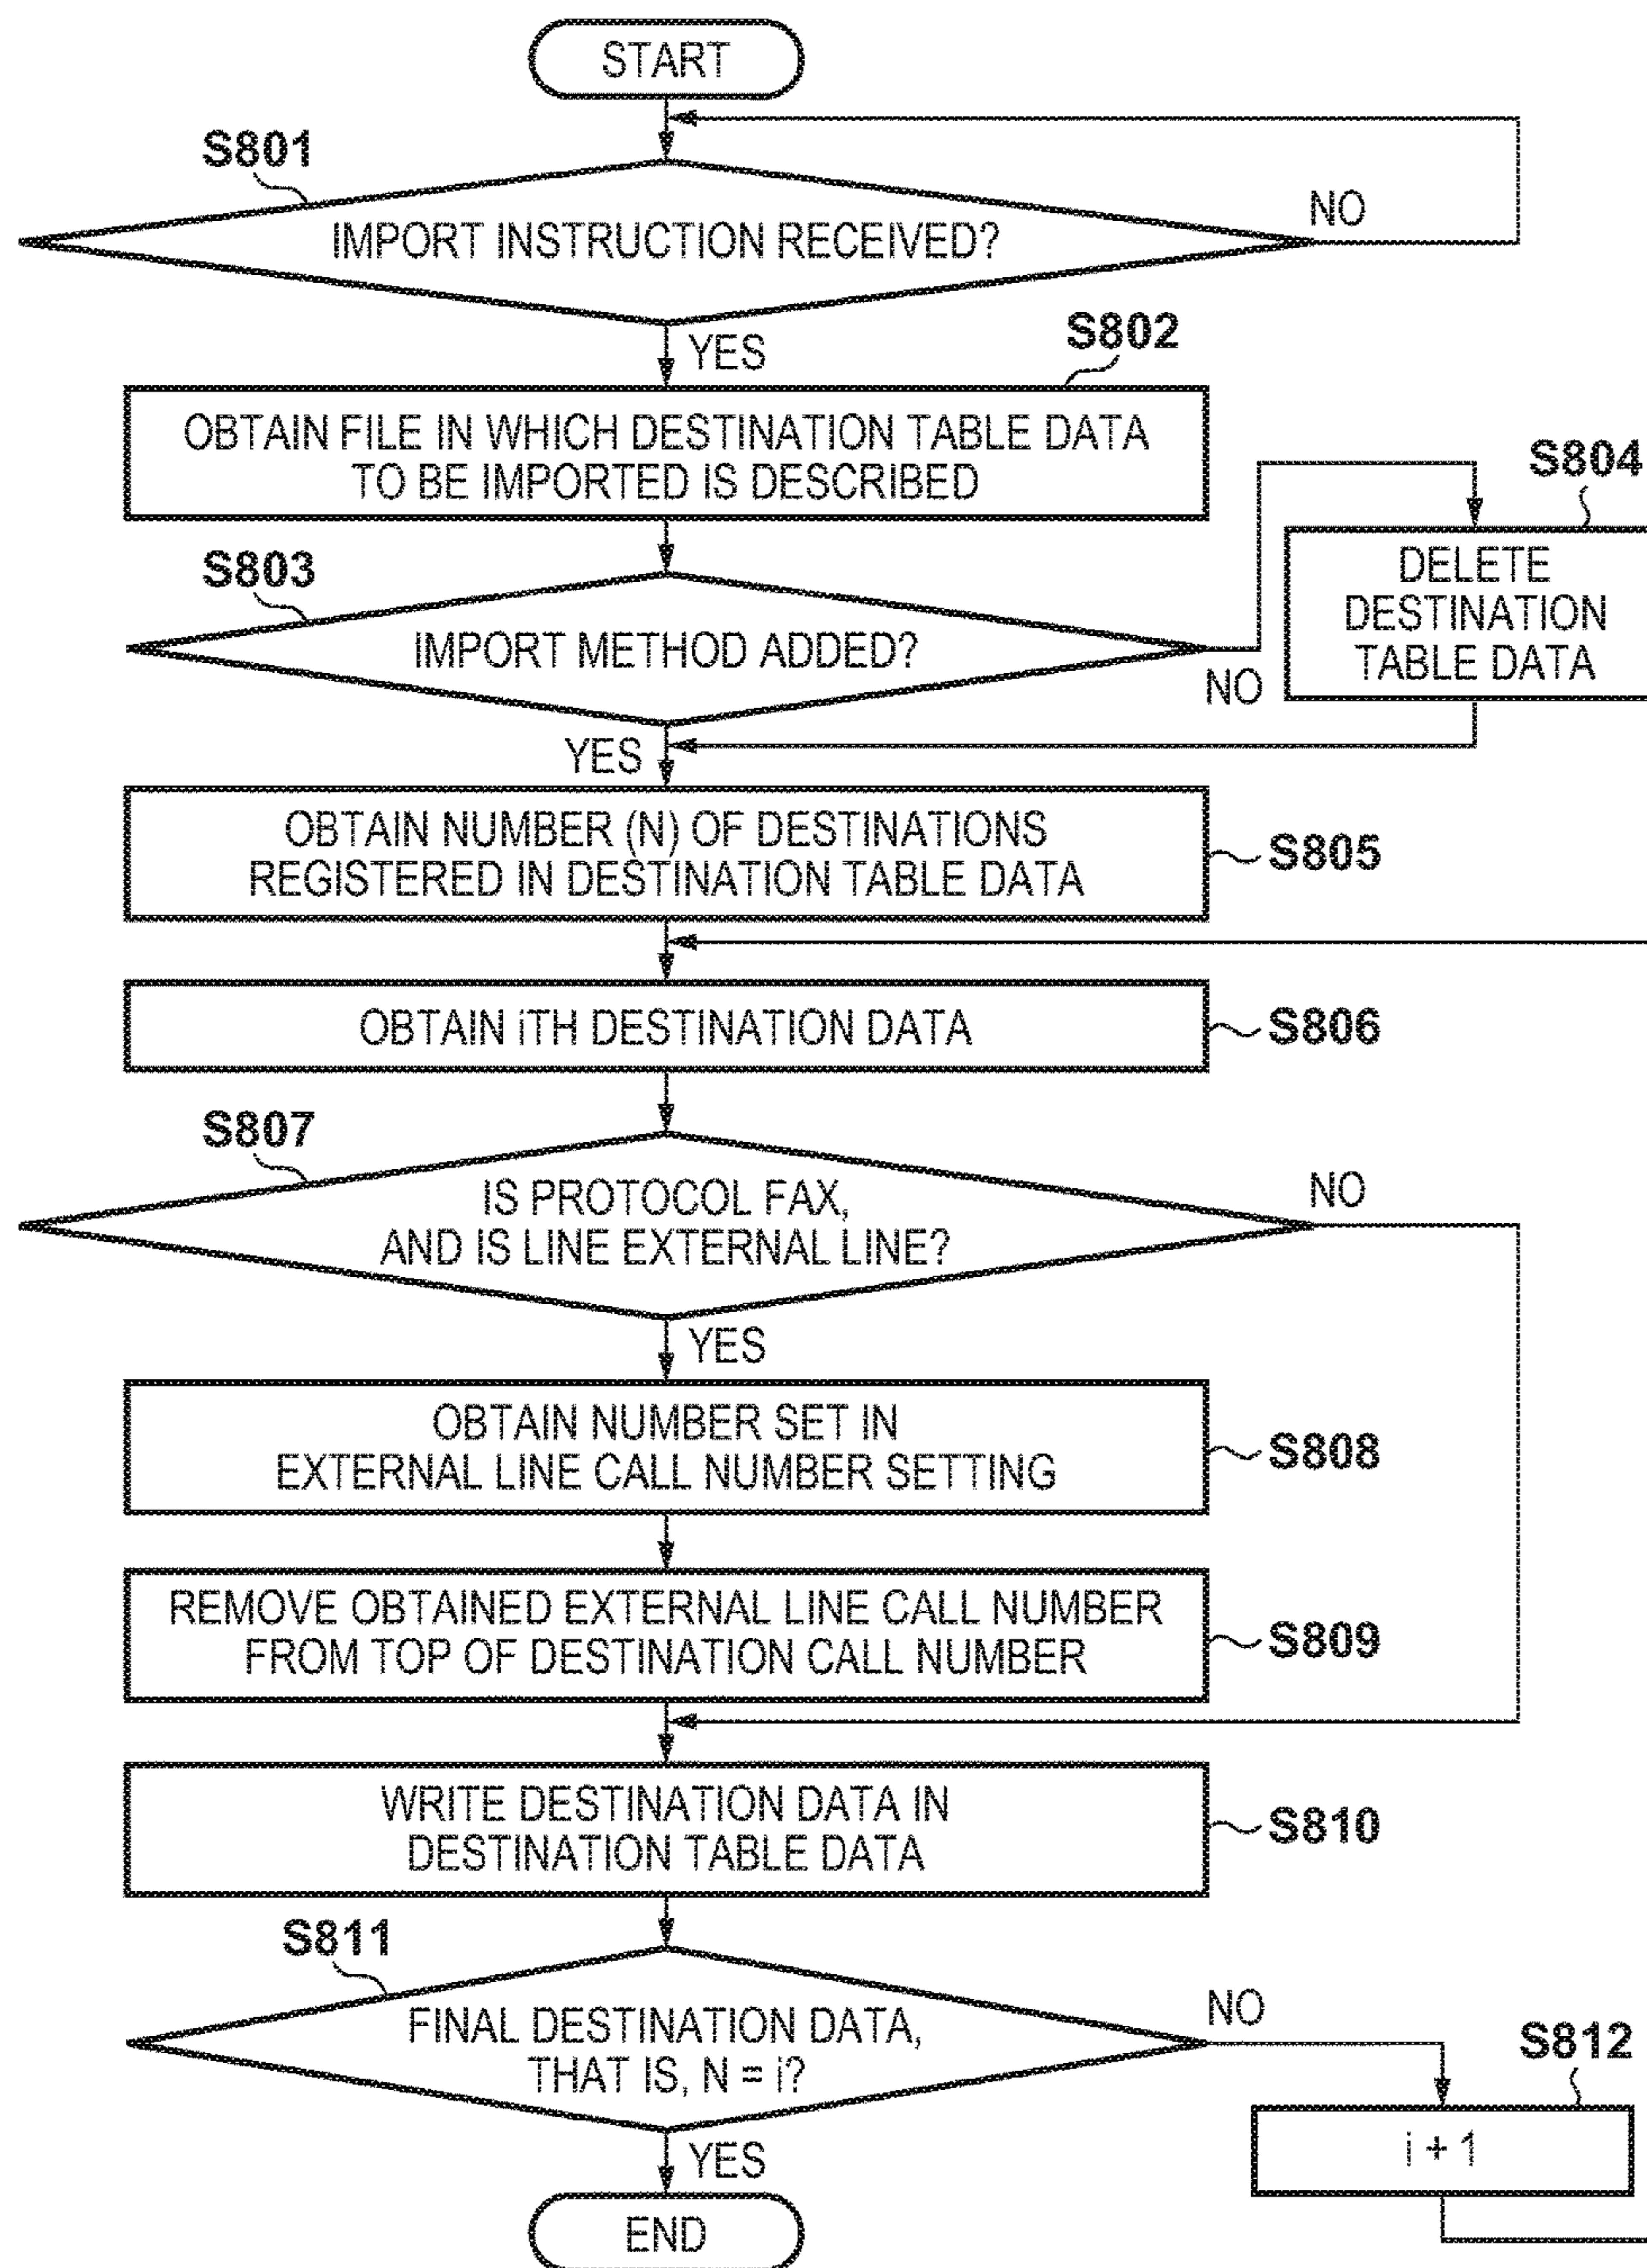 START
S801
IMPORT INSTRUCTION RECEIVED?
NO
YES
S802
OBTAIN FILE IN WHICH DESTINATION TABLE DATA
TO BE IMPORTED IS DESCRIBED
S803
IMPORT METHOD ADDED?
NO
S804
DELETE
DESTINATION
TABLE DATA
YES
OBTAIN NUMBER (N) OF DESTINATIONS
REGISTERED IN DESTINATION TABLE DATA
S805
OBTAIN iTH DESTINATION DATA
S806
S807
IS PROTOCOL FAX,
AND IS LINE EXTERNAL LINE?
NO
YES
OBTAIN NUMBER SET IN
EXTERNAL LINE CALL NUMBER SETTING
S808
REMOVE OBTAINED EXTERNAL LINE CALL NUMBER
FROM TOP OF DESTINATION CALL NUMBER
S809
WRITE DESTINATION DATA IN
DESTINATION TABLE DATA
S810
S811
FINAL DESTINATION DATA,
THAT IS, N = i?
NO
S812
i + 1
YES
END